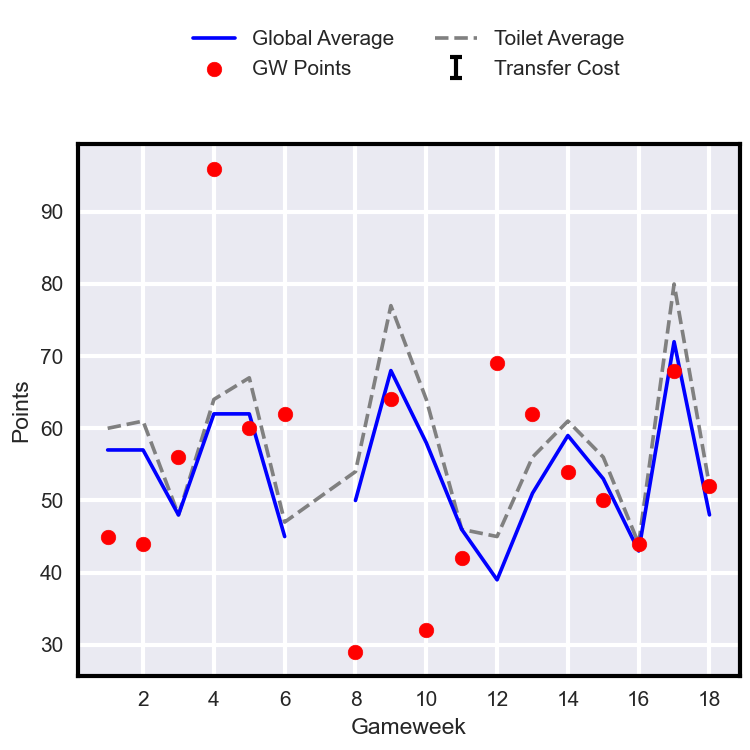 Global Average
Toilet Average
GW Points
Transfer Cost
90
80
70
60
50
40
30
Points
2 4 6 8 10 12 14 16 18
Gameweek